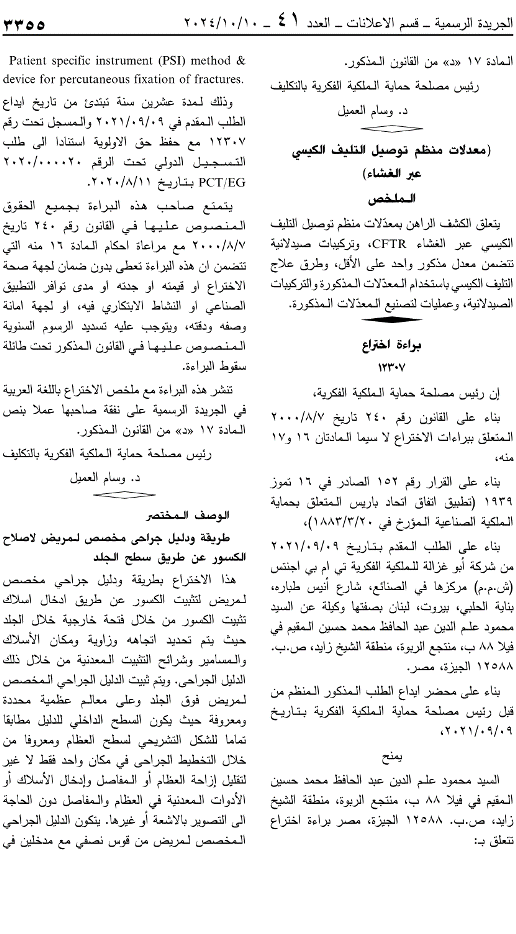 الجريدة الرسمية ــ قسم الاعلانات ــ العدد ٤١ ــ ٢٠٢٤/١٠/١٠
٣٣٥٥
المادة ١٧ «د» من القانون المذكور.
رئيس مصلحة حماية الملكية الفكرية بالتكليف
د. وسام العميل
(معدلات منظم توصيل التليف الكيسي
عبر الغشاء)
الملخص
يتعلق الكشف الراهن بمعدّلات منظم توصيل التليف
الكيسي عبر الغشاء CFTR، وتركيبات صيدلانية
تتضمن معدل مذكور واحد على الأقل، وطرق علاج
التليف الكيسي باستخدام المعدّلات المذكورة والتركيبات
الصيدلانية، وعمليات لتصنيع المعدّلات المذكورة.
براءة اختراع
١٢٣٠٧
إن رئيس مصلحة حماية الملكية الفكرية،
بناء على القانون رقم ٢٤٠ تاريخ ٢٠٠٠/٨/٧
المتعلق ببراءات الاختراع لا سيما المادتان ١٦ و١٧
منه،
بناء على القرار رقم ١٥٢ الصادر في ١٦ تموز
١٩٣٩ (تطبيق اتفاق اتحاد باريس المتعلق بحماية
الملكية الصناعية المؤرخ في ١٨٨٣/٣/٢٠)،
بناء على الطلب المقدم بتاريخ ٢٠٢١/٠٩/٠٩
من شركة أبو غزالة للملكية الفكرية تي ام بي اجنتس
(ش.م.م) مركزها في الصنائع، شارع أنيس طباره،
بناية الحلبي، بيروت، لبنان بصفتها وكيلة عن السيد
محمود علم الدين عبد الحافظ محمد حسين المقيم في
فيلا ٨٨ ب، منتجع الربوة، منطقة الشيخ زايد، ص.ب.
١٢٥٨٨ الجيزة، مصر.
بناء على محضر ايداع الطلب المذكور المنظم من
قبل رئيس مصلحة حماية الملكية الفكرية بتاريخ
٢٠٢١/٠٩/٠٩،
يمنح
السيد محمود علم الدين عبد الحافظ محمد حسين
المقيم في فيلا ٨٨ ب، منتجع الربوة، منطقة الشيخ
زايد، ص.ب. ١٢٥٨٨ الجيزة، مصر براءة اختراع
تتعلق بـ:
Patient specific instrument (PSI) method &
device for percutaneous fixation of fractures.
وذلك لمدة عشرين سنة تبتدئ من تاريخ ايداع
الطلب المقدم في ٢٠٢١/٠٩/٠٩ والمسجل تحت رقم
١٢٣٠٧ مع حفظ حق الاولوية استنادا الى طلب
التسجيل الدولي تحت الرقم ٢٠٢٠/٠٠٠٠٢٠
PCT/EG بتاريخ ٢٠٢٠/٨/١١.
يتمتع صاحب هذه البراءة بجميع الحقوق
المنصوص عليها في القانون رقم ٢٤٠ تاريخ
٢٠٠٠/٨/٧ مع مراعاة احكام المادة ١٦ منه التي
تتضمن ان هذه البراءة تعطى بدون ضمان لجهة صحة
الاختراع او قيمته او جدته او مدى توافر التطبيق
الصناعي او النشاط الابتكاري فيه، او لجهة امانة
وصفه ودقته، ويتوجب عليه تسديد الرسوم السنوية
المنصوص عليها في القانون المذكور تحت طائلة
سقوط البراءة.
تنشر هذه البراءة مع ملخص الاختراع باللغة العربية
في الجريدة الرسمية على نفقة صاحبها عملا بنص
المادة ١٧ «د» من القانون المذكور.
رئيس مصلحة حماية الملكية الفكرية بالتكليف
د. وسام العميل
الوصف المختصر
طريقة ودليل جراحى مخصص لمريض لاصلاح
الكسور عن طريق سطح الجلد
هذا الاختراع بطريقة ودليل جراحي مخصص
لمريض لتثبيت الكسور عن طريق ادخال اسلاك
تثبيت الكسور من خلال فتحة خارجية خلال الجلد
حيث يتم تحديد اتجاهه وزاوية ومكان الأسلاك
والمسامير وشرائح التثبيت المعدنية من خلال ذلك
الدليل الجراحى. ويتم ثبيت الدليل الجراحي المخصص
لمريض فوق الجلد وعلى معالم عظمية محددة
ومعروفة حيث يكون السطح الداخلي للدليل مطابقا
تماما للشكل التشريحي لسطح العظام ومعروفا من
خلال التخطيط الجراحى في مكان واحد فقط لا غير
لتقليل إزاحة العظام أو المفاصل وإدخال الأسلاك أو
الأدوات المعدنية في العظام والمفاصل دون الحاجة
الى التصوير بالاشعة أو غيرها. يتكون الدليل الجراحي
المخصص لمريض من قوس نصفي مع مدخلين في